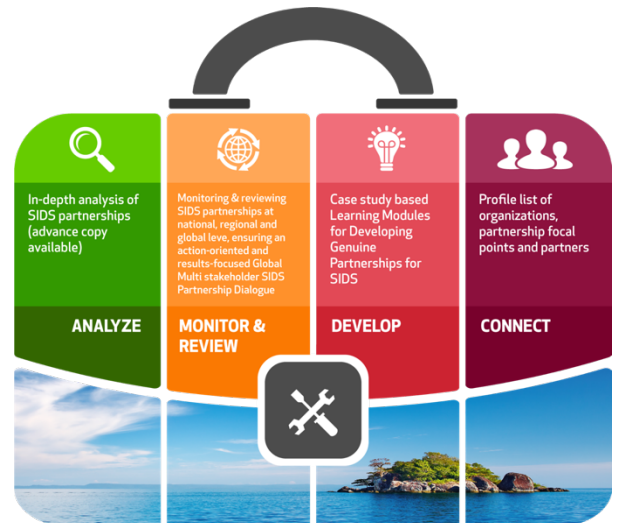 In-depth analysis of
SIDS partnerships
(advance copy
available)
ANALYZE
Monitoring & reviewing
SIDS partnerships at
national, regional and
global leve, ensuring an
action-oriented and
results-focused Global
Multi stakeholder SIDS
Partnership Dialogue
MONITOR &
REVIEW
Case study based
Learning Modules
for Developing
Genuine
Partnerships for
SIDS
DEVELOP
Profile list of
organizations,
partnership focal
points and partners
CONNECT